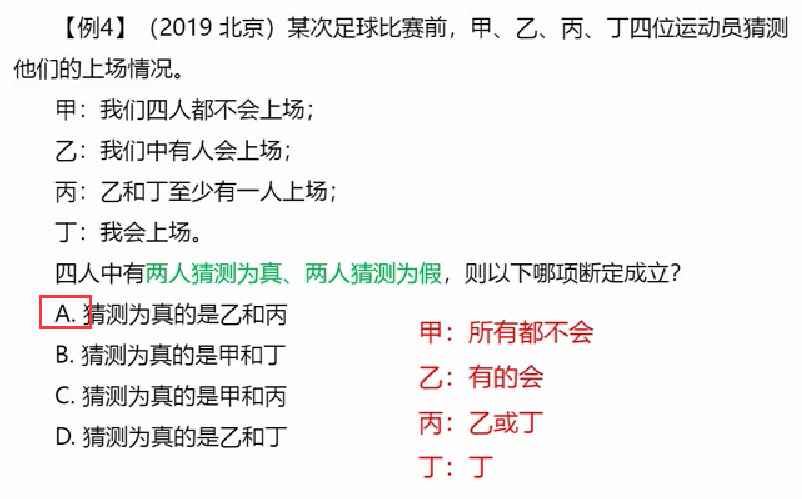 【例4】（2019 北京）某次足球比赛前，甲、乙、丙、丁四位运动员猜测
他们的上场情况。
甲：我们四人都不会上场；
乙：我们中有人会上场；
丙：乙和丁至少有一人上场；
丁：我会上场。
四人中有两人猜测为真、两人猜测为假，则以下哪项断定成立？
A. 猜测为真的是乙和丙
B. 猜测为真的是甲和丁
C. 猜测为真的是甲和丙
D. 猜测为真的是乙和丁
甲：所有都不会
乙：有的会
丙：乙或丁
丁：丁